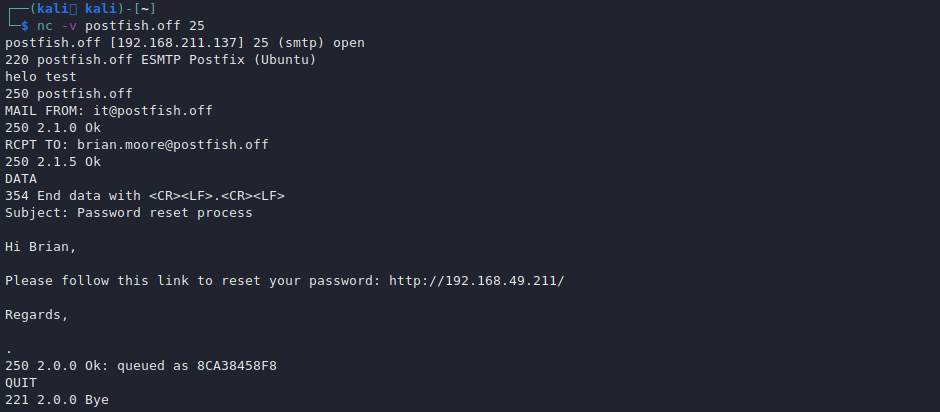 ┌──(kali㉿kali)-[~]
└─$ nc -v postfish.off 25
postfish.off [192.168.211.137] 25 (smtp) open
220 postfish.off ESMTP Postfix (Ubuntu)
helo test
250 postfish.off
MAIL FROM: it@postfish.off
250 2.1.0 Ok
RCPT TO: brian.moore@postfish.off
250 2.1.5 Ok
DATA
354 End data with <CR><LF>.<CR><LF>
Subject: Password reset process

Hi Brian,

Please follow this link to reset your password: http://192.168.49.211/

Regards,

.
250 2.0.0 Ok: queued as 8CA38458F8
QUIT
221 2.0.0 Bye